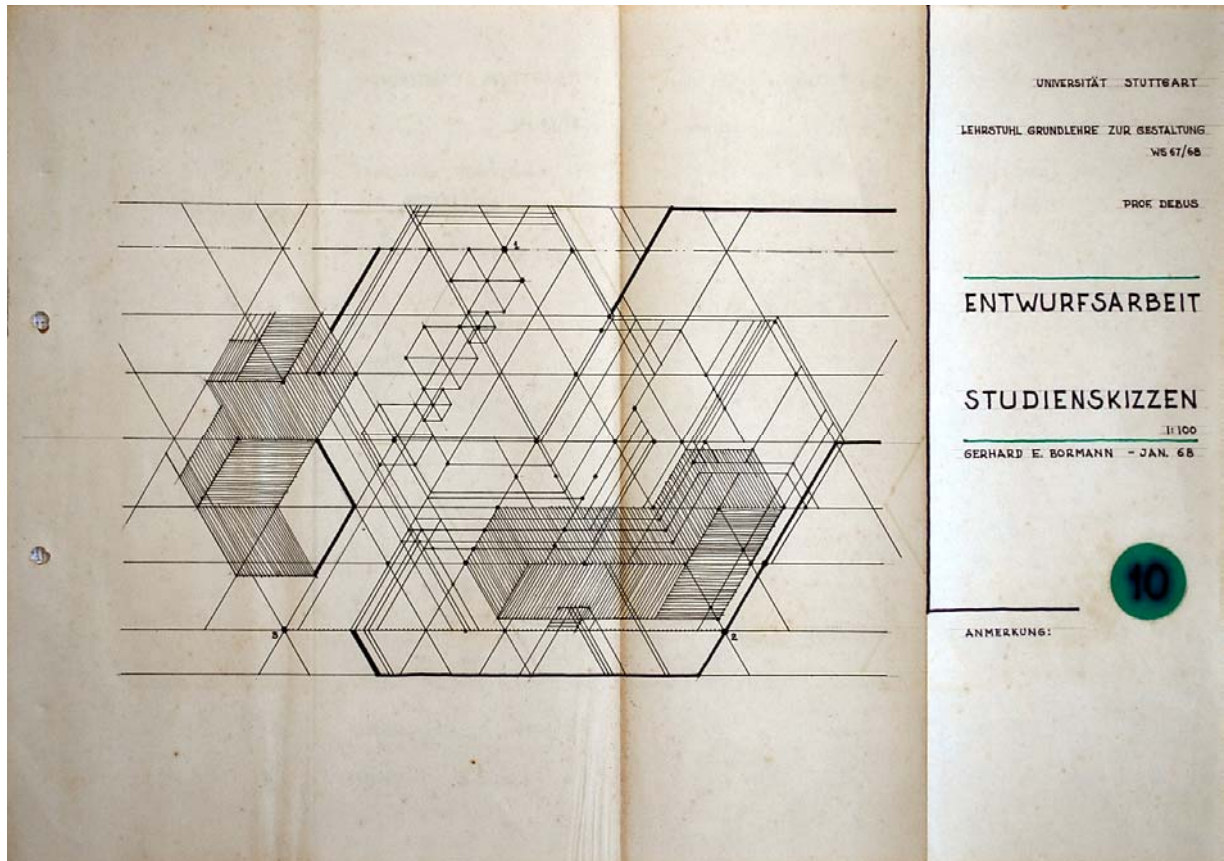 UNIVERSITÄT STUTTGART
LEHRSTUHL GRUNDLEHRE ZUR GESTALTUNG
WS 67/68
PROF. DEBUS
ENTWURFSARBEIT
STUDIENSKIZZEN
1:100
GERHARD E. BORMANN - JAN. 68
10
ANMERKUNG:
1
3
2